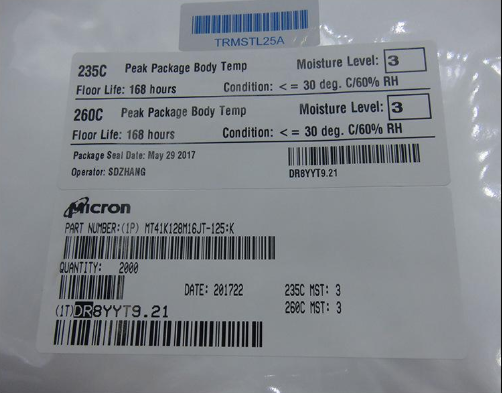 TRMSTL25A
235C Peak Package Body Temp Moisture Level: 3
Floor Life: 168 hours Condition: < = 30 deg. C/60% RH
260C Peak Package Body Temp Moisture Level: 3
Floor Life: 168 hours Condition: < = 30 deg. C/60% RH
Package Seal Date: May 29 2017
Operator: SDZHANG
DR8YYT9.21
Micron
PART NUMBER:(1P) MT41K128M16JT-125:K
QUANTITY: 2000
DATE: 201722 235C MST: 3
260C MST: 3
(1T)DR8YYT9.21